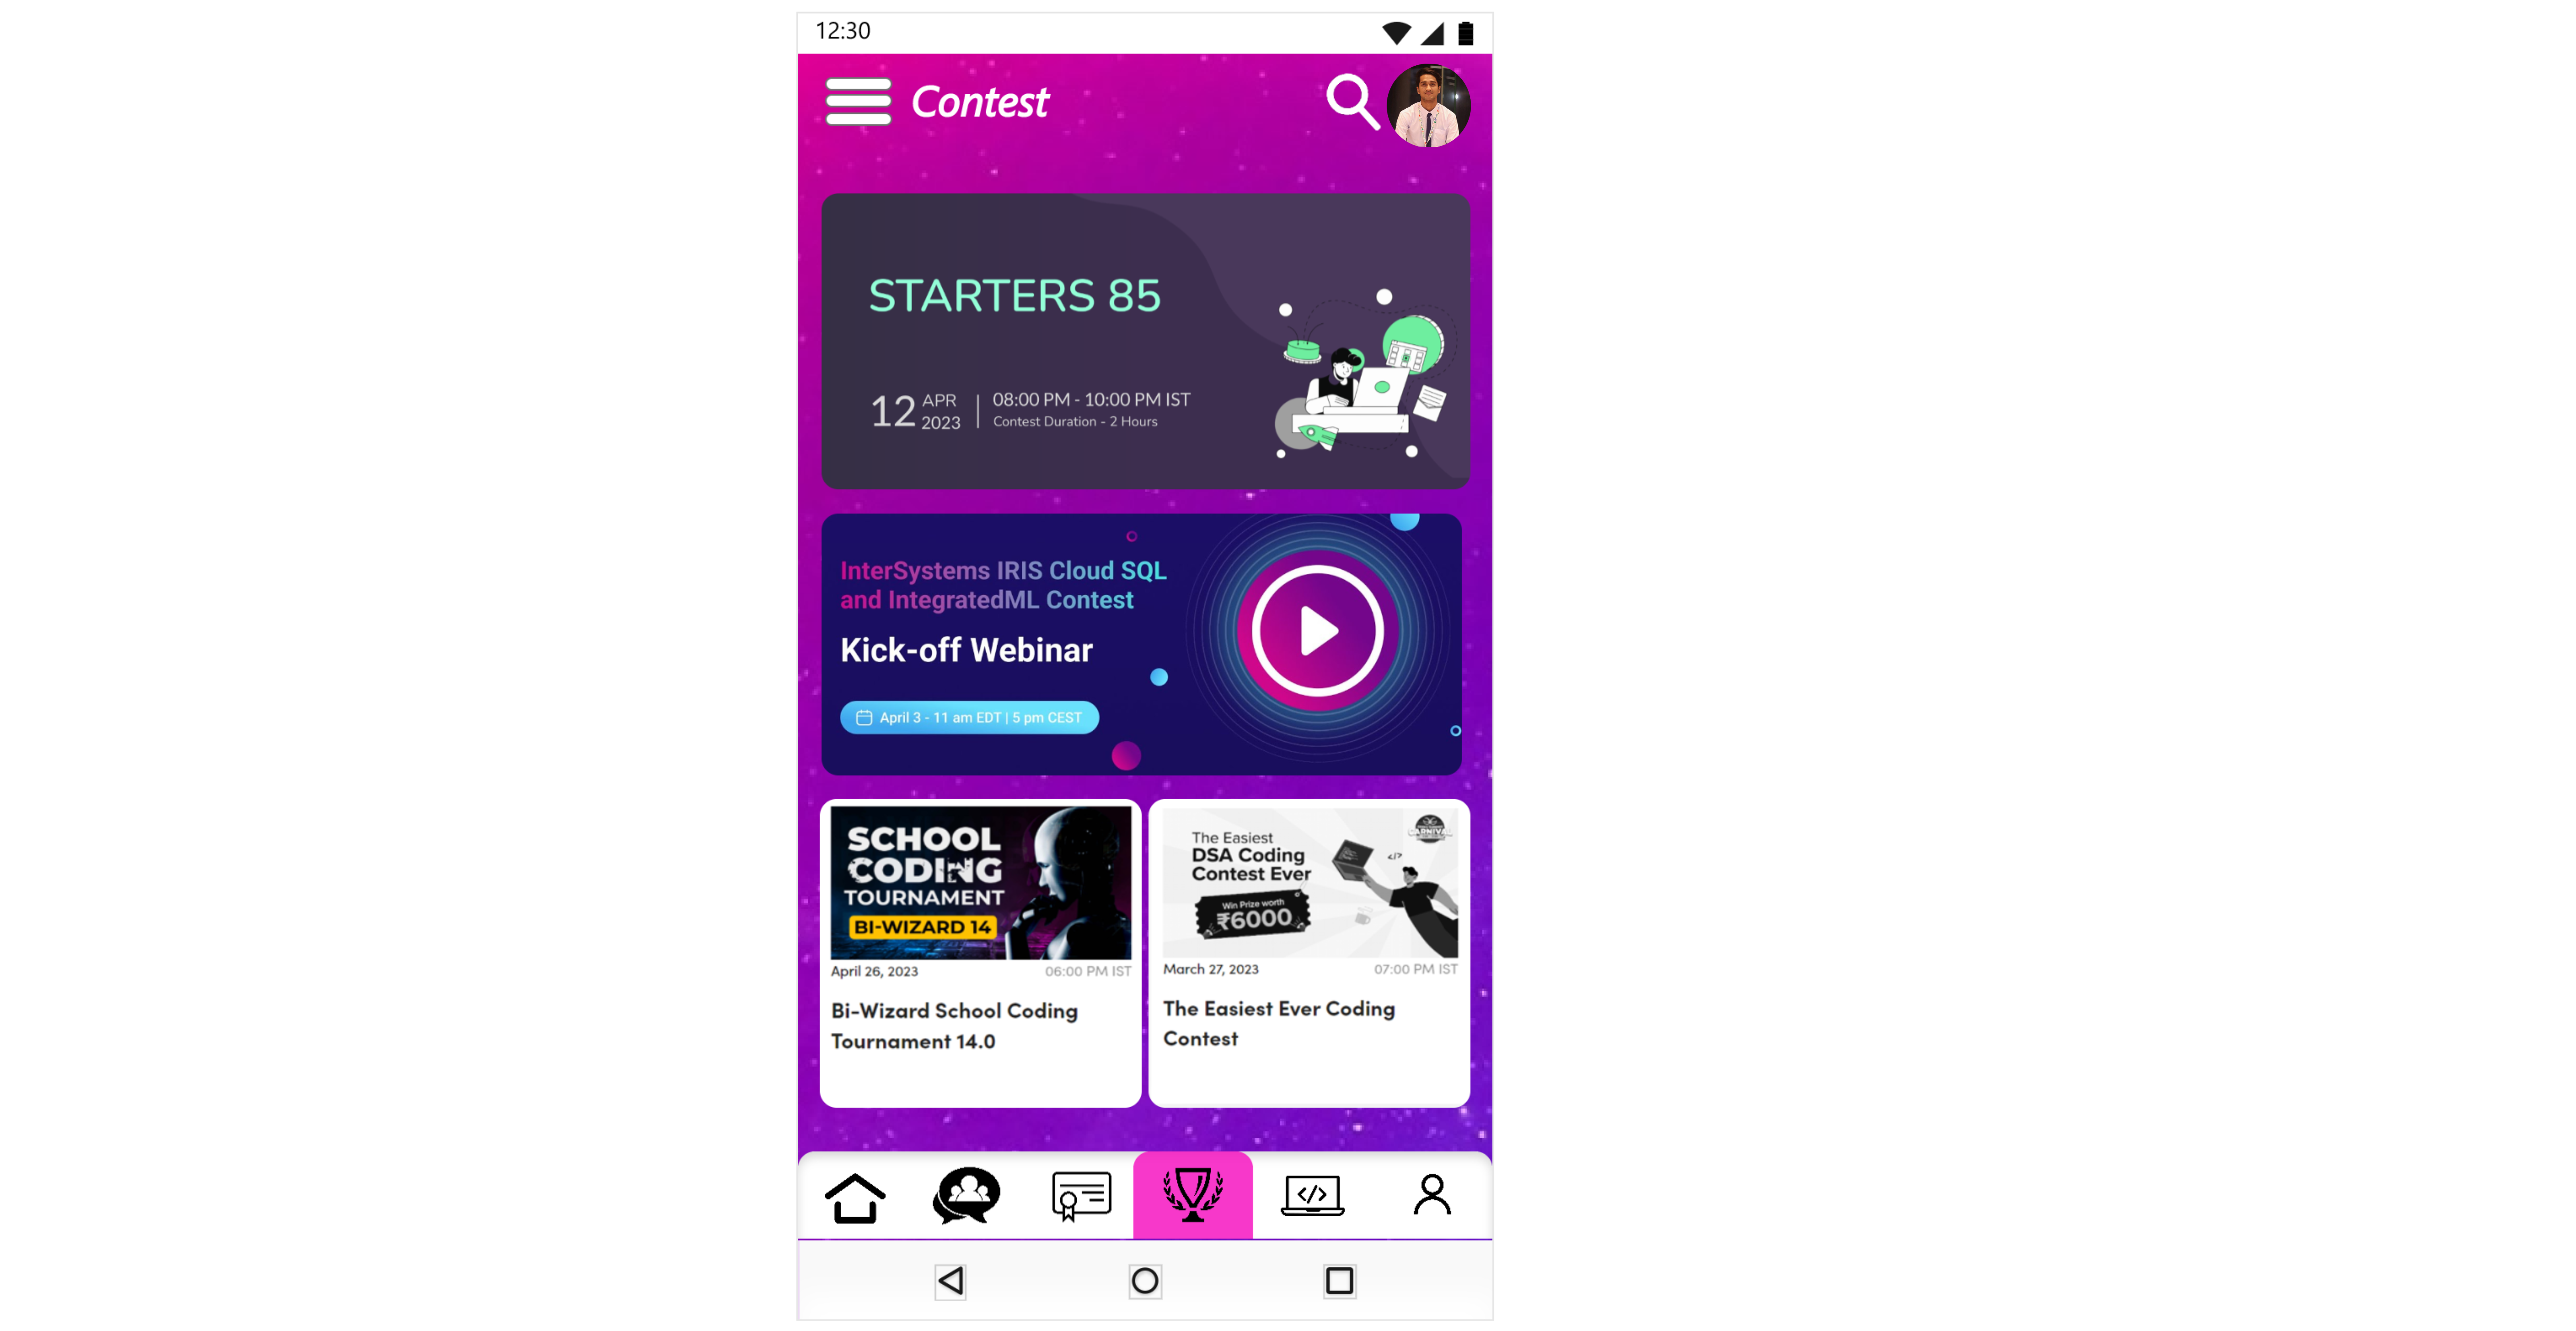 12:30
Contest
STARTERS 85
12 APR 2023
08:00 PM - 10:00 PM IST
Contest Duration - 2 Hours
InterSystems IRIS Cloud SQL
and IntegratedML Contest
Kick-off Webinar
April 3 - 11 am EDT | 5 pm CEST
SCHOOL
CODING
TOURNAMENT
BI-WIZARD 14
April 26, 2023 06:00 PM IST
Bi-Wizard School Coding
Tournament 14.0
CARNIVAL
The Easiest
DSA Coding
Contest Ever
</>
Win Prize worth
₹6000
March 27, 2023 07:00 PM IST
The Easiest Ever Coding
Contest
</>